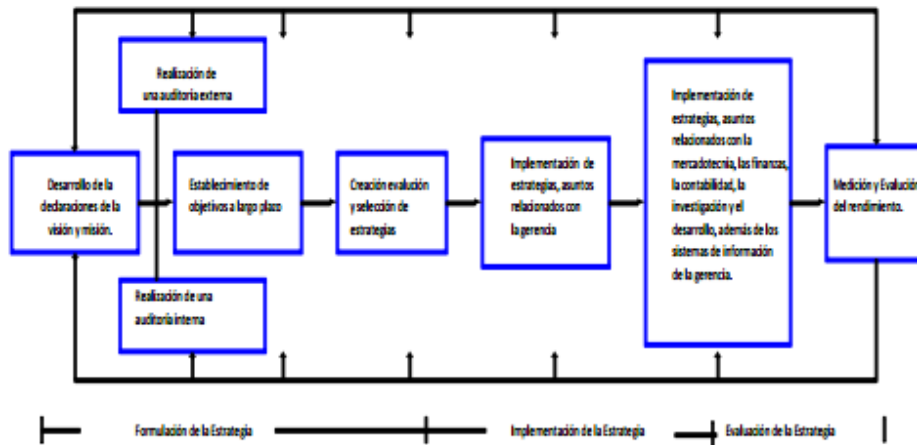 Realización de
una auditoría externa
Desarrollo de la
declaraciones de la
visión y misión.
Establecimiento de
objetivos a largo plazo
Creación evalución
y selección de
estrategias
Implementación de
estrategias, asuntos
relacionados con
la gerencia
Implementación de
estrategias, asuntos
relacionados con la
mercadotecnia, las finanzas,
la contabilidad, la
investigación y el
desarrollo, además de los
sistemas de información
de la gerencia.
Medición y Evalución
del rendimiento.
Realización de una
auditoría interna
Formulación de la Estrategia
Implementación de la Estrategia
Evaluación de la Estrategia